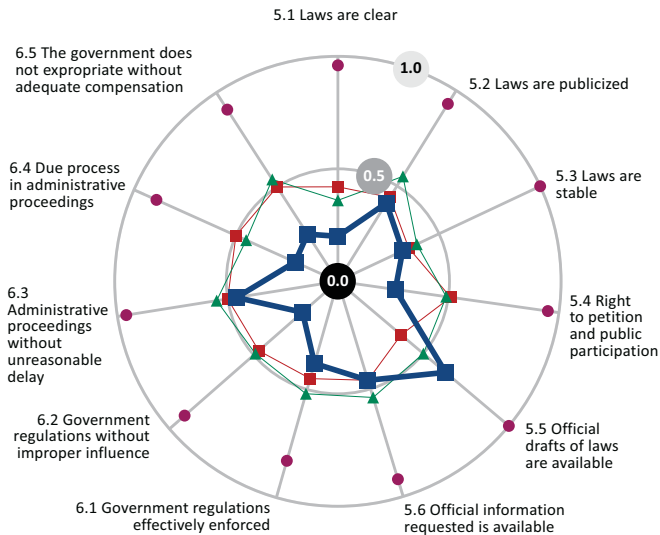 5.1 Laws are clear
1.0
5.2 Laws are publicized
5.3 Laws are
stable
5.4 Right
to petition
and public
participation
5.5 Official
drafts of laws
are available
5.6 Official information
requested is available
6.1 Government regulations
effectively enforced
6.2 Government
regulations without
improper influence
6.3
Administrative
proceedings
without
unreasonable
delay
6.4 Due process
in administrative
proceedings
6.5 The government does
not expropriate without
adequate compensation
0.5
0.0